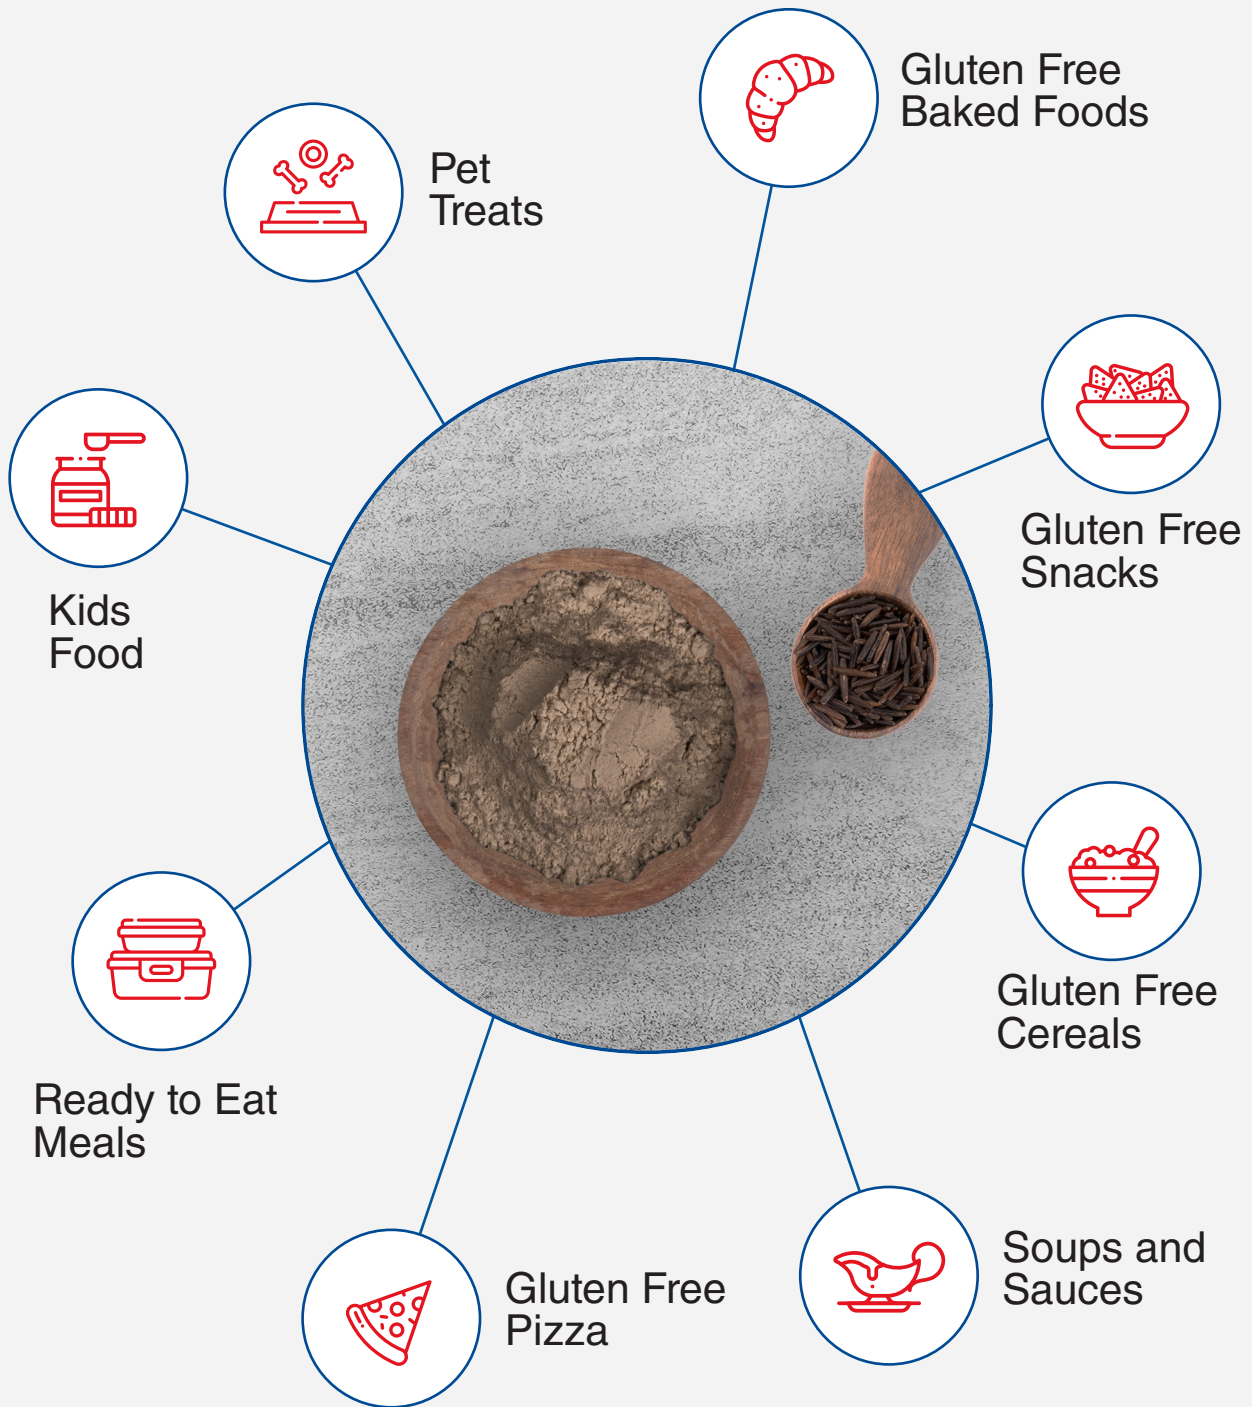 Gluten Free
Baked Foods
Pet
Treats
Gluten Free
Snacks
Kids
Food
Gluten Free
Cereals
Ready to Eat
Meals
Soups and
Sauces
Gluten Free
Pizza